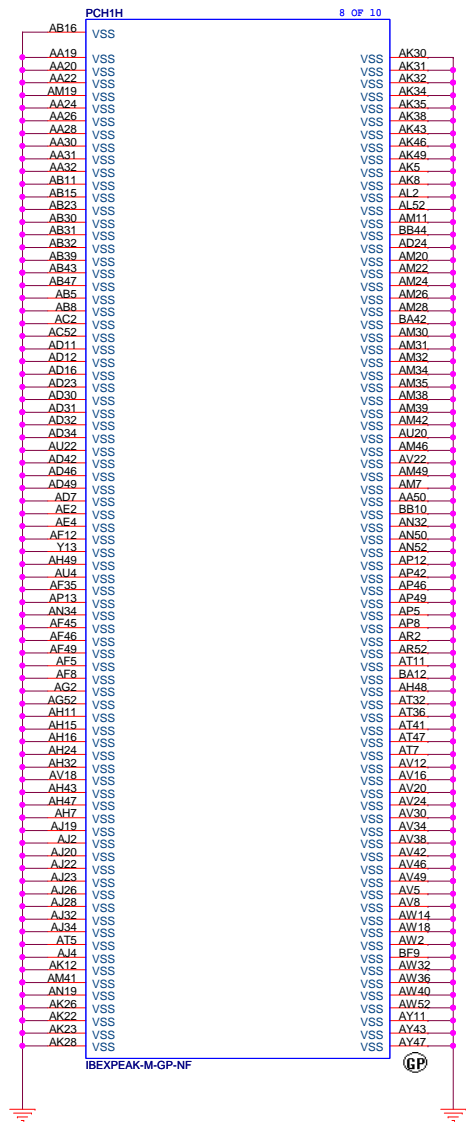 PCH1H 8 OF 10
AB16 VSS
AA19 VSS VSS AK30
AA20 VSS VSS AK31
AA22 VSS VSS AK32
AM19 VSS VSS AK34
AA24 VSS VSS AK35
AA26 VSS VSS AK38
AA28 VSS VSS AK43
AA30 VSS VSS AK46
AA31 VSS VSS AK49
AA32 VSS VSS AK5
AB11 VSS VSS AK8
AB15 VSS VSS AL2
AB23 VSS VSS AL52
AB30 VSS VSS AM11
AB31 VSS VSS BB44
AB32 VSS VSS AD24
AB39 VSS VSS AM20
AB43 VSS VSS AM22
AB47 VSS VSS AM24
AB5 VSS VSS AM26
AB8 VSS VSS AM28
AC2 VSS VSS BA42
AC52 VSS VSS AM30
AD11 VSS VSS AM31
AD12 VSS VSS AM32
AD16 VSS VSS AM34
AD23 VSS VSS AM35
AD30 VSS VSS AM38
AD31 VSS VSS AM39
AD32 VSS VSS AM42
AD34 VSS VSS AU20
AU22 VSS VSS AM46
AD42 VSS VSS AV22
AD46 VSS VSS AM49
AD49 VSS VSS AM7
AD7 VSS VSS AA50
AE2 VSS VSS BB10
AE4 VSS VSS AN32
AF12 VSS VSS AN50
Y13 VSS VSS AN52
AH49 VSS VSS AP12
AU4 VSS VSS AP42
AF35 VSS VSS AP46
AP13 VSS VSS AP49
AN34 VSS VSS AP5
AF45 VSS VSS AP8
AF46 VSS VSS AR2
AF49 VSS VSS AR52
AF5 VSS VSS AT11
AF8 VSS VSS BA12
AG2 VSS VSS AH48
AG52 VSS VSS AT32
AH11 VSS VSS AT36
AH15 VSS VSS AT41
AH16 VSS VSS AT47
AH24 VSS VSS AT7
AH32 VSS VSS AV12
AV18 VSS VSS AV16
AH43 VSS VSS AV20
AH47 VSS VSS AV24
AH7 VSS VSS AV30
AJ19 VSS VSS AV34
AJ2 VSS VSS AV38
AJ20 VSS VSS AV42
AJ22 VSS VSS AV46
AJ23 VSS VSS AV49
AJ26 VSS VSS AV5
AJ28 VSS VSS AV8
AJ32 VSS VSS AW14
AJ34 VSS VSS AW18
AT5 VSS VSS AW2
AJ4 VSS VSS BF9
AK12 VSS VSS AW32
AM41 VSS VSS AW36
AN19 VSS VSS AW40
AK26 VSS VSS AW52
AK22 VSS VSS AY11
AK23 VSS VSS AY43
AK28 VSS VSS AY47
IBEXPEAK-M-GP-NF GP